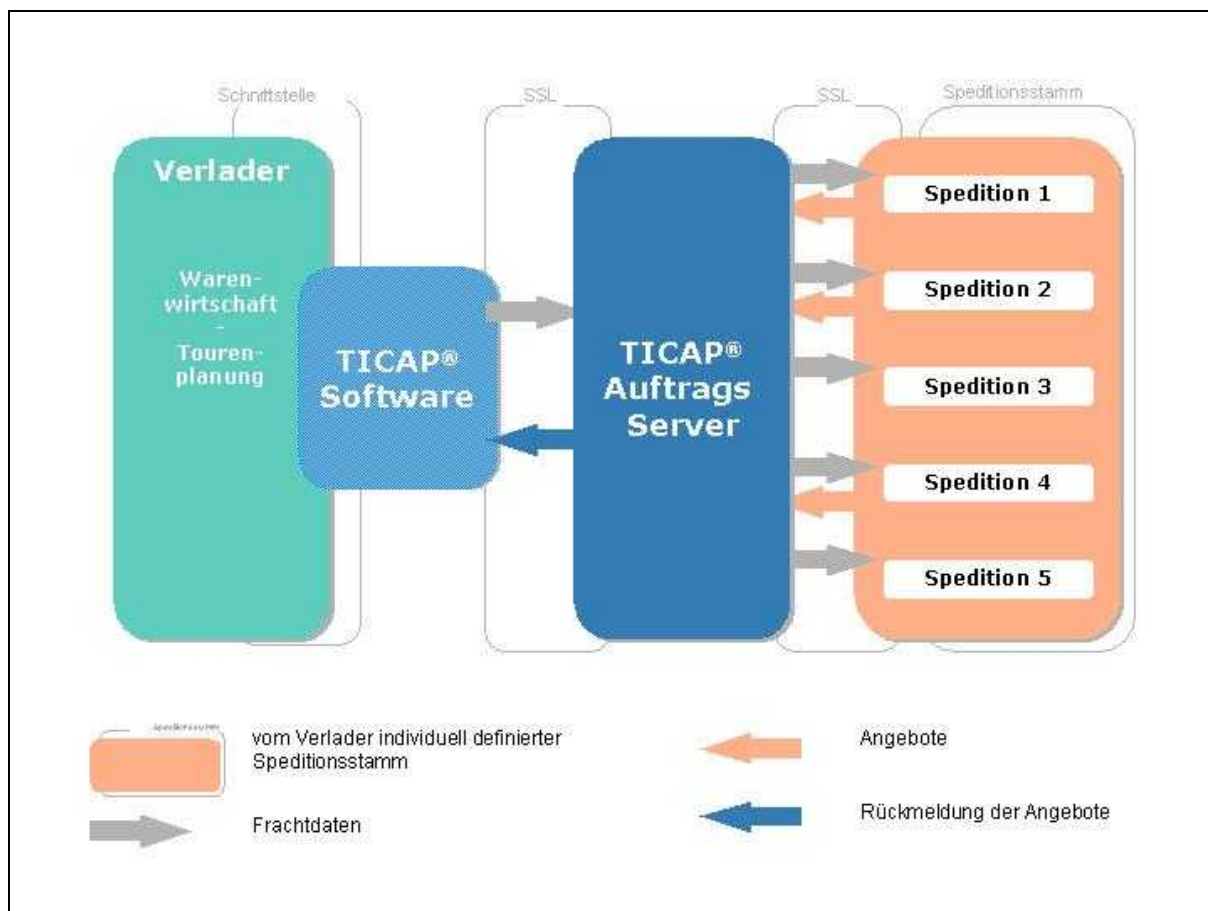 Schnittstelle
SSL
SSL
Speditionsstamm
Verlader
Waren-
wirtschaft
-
Touren-
planung
TICAP®
Software
TICAP®
Auftrags
Server
Spedition 1
Spedition 2
Spedition 3
Spedition 4
Spedition 5
Speditionsstamm
vom Verlader individuell definierter
Speditionsstamm
Frachtdaten
Angebote
Rückmeldung der Angebote